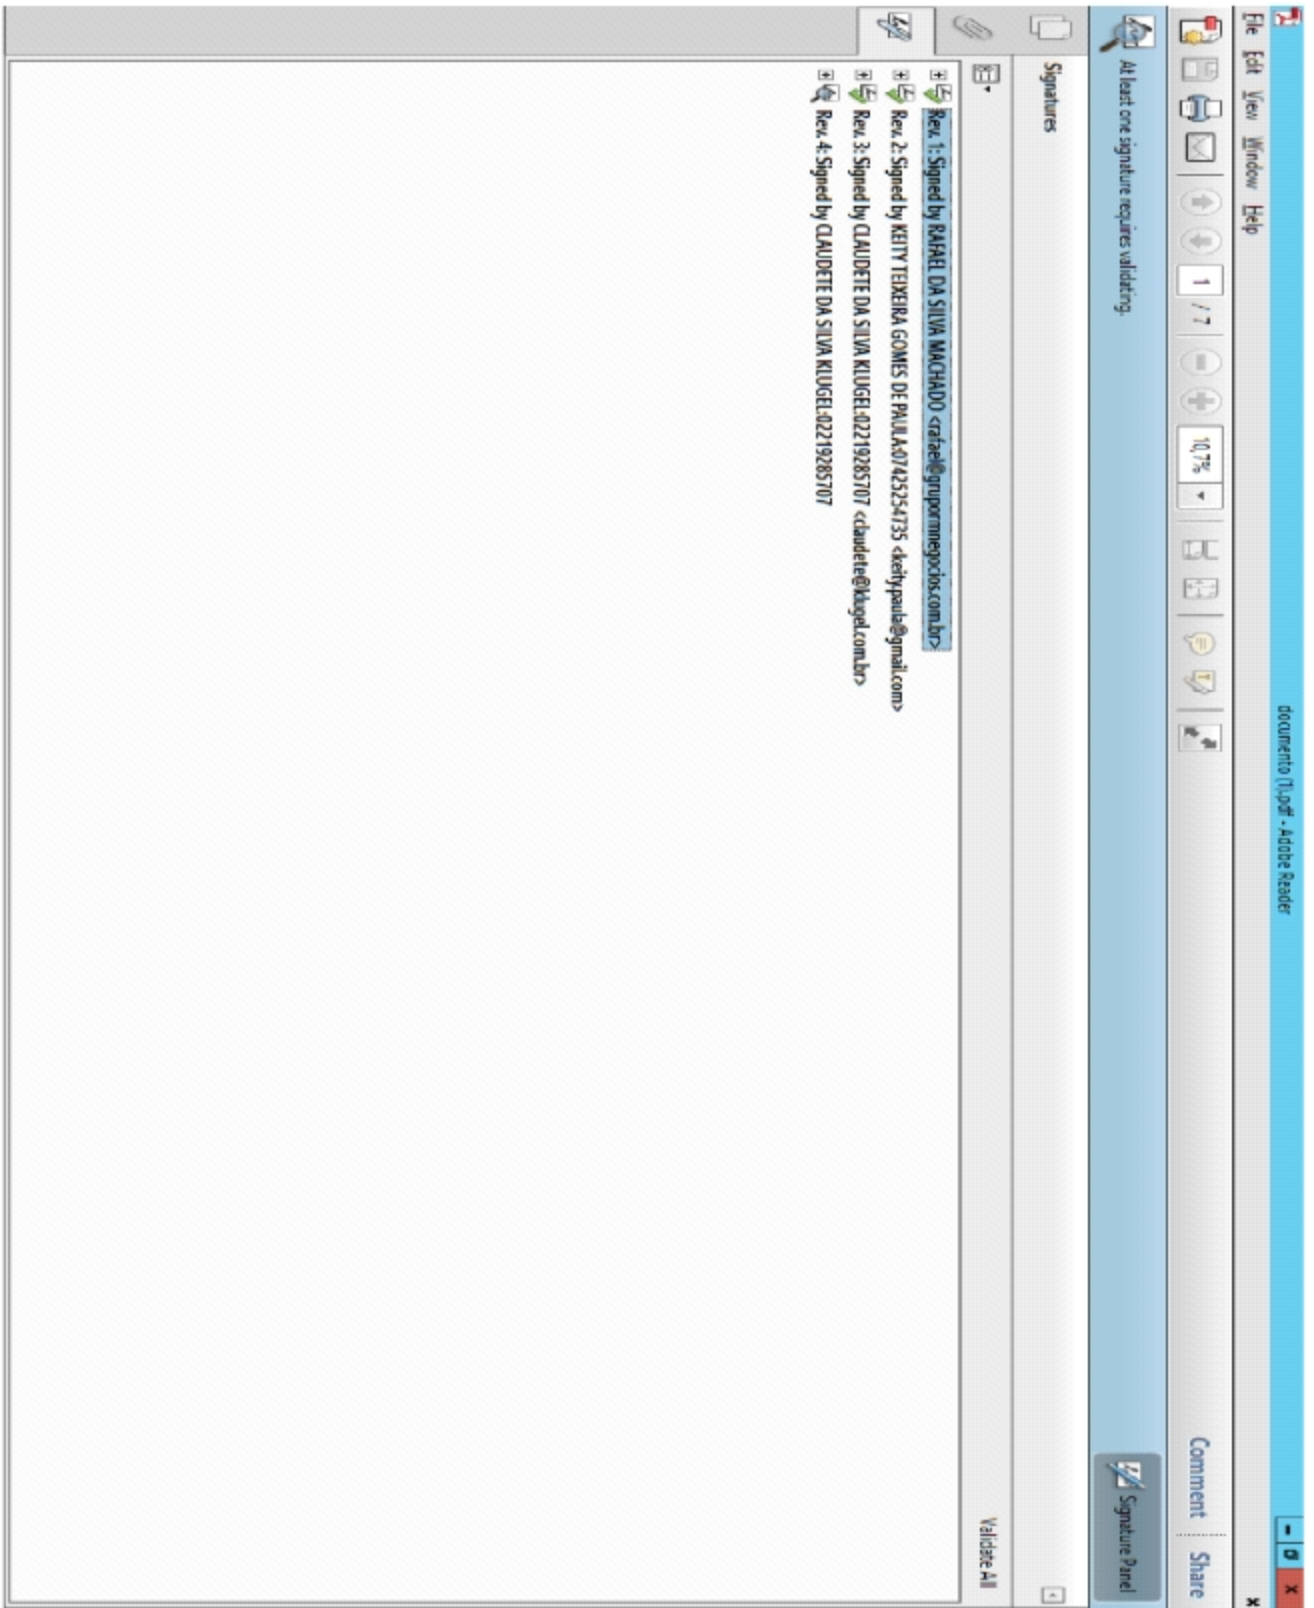 documento (1).pdf - Adobe Reader
File Edit View Window Help
1 / 7 10,7% Comment Share
At least one signature requires validating. Signature Panel
Signatures
Validate All
Rev. 1: Signed by RAFAEL DA SILVA MACHADO <rafael@grupormnegocios.com.br>
Rev. 2: Signed by KEITY TEIXEIRA GOMES DE PAULA:07425254735 <keity.paula@gmail.com>
Rev. 3: Signed by CLAUDETE DA SILVA KLUGEL:02219285707 <claudete@klugel.com.br>
Rev. 4: Signed by CLAUDETE DA SILVA KLUGEL:02219285707